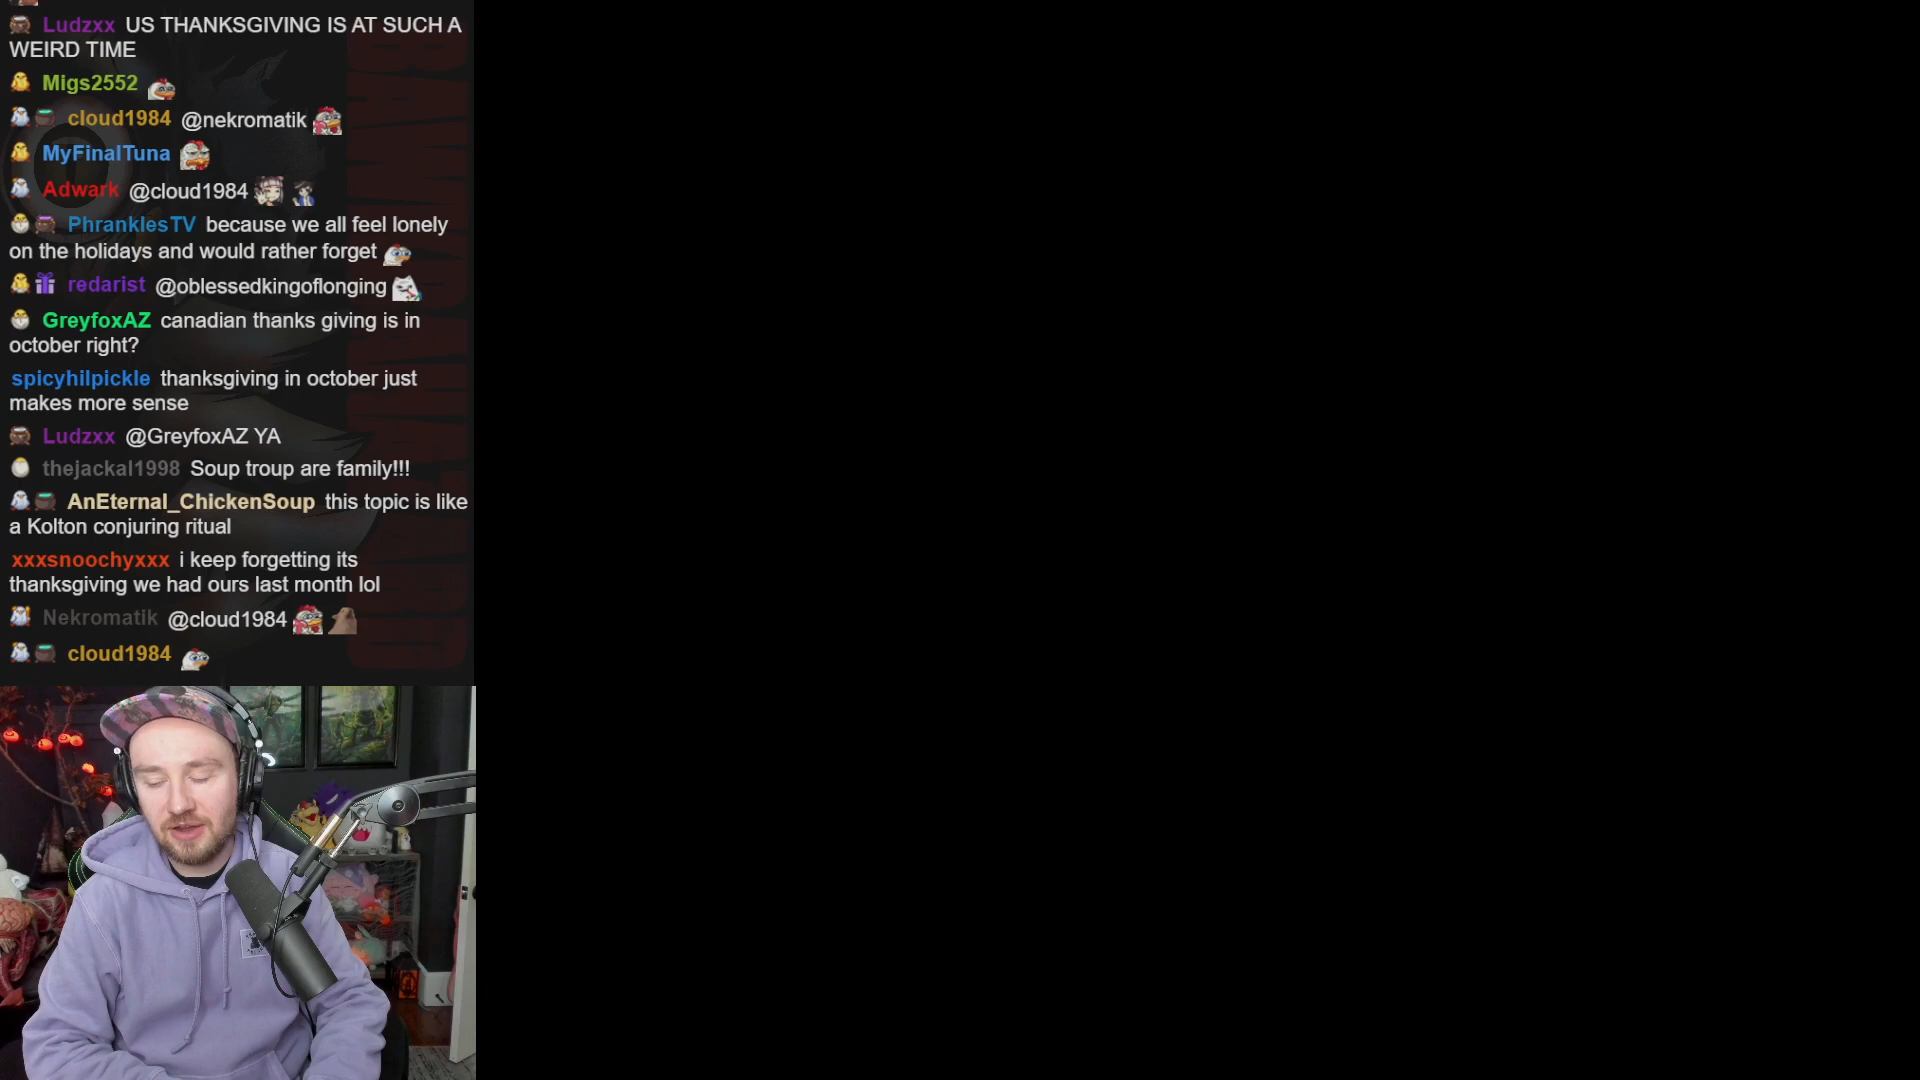 Ludzxx US THANKSGIVING IS AT SUCH A
WEIRD TIME
Migs2552
cloud1984 @nekromatik
MyFinalTuna
Adwark @cloud1984
PhranklesTV because we all feel lonely
on the holidays and would rather forget
redarist @oblessedkingoflonging
GreyfoxAZ canadian thanks giving is in
october right?
spicyhilpickle thanksgiving in october just
makes more sense
Ludzxx @GreyfoxAZ YA
thejackal1998 Soup troup are family!!!
AnEternal_ChickenSoup this topic is like
a Kolton conjuring ritual
xxxsnoochyxxx i keep forgetting its
thanksgiving we had ours last month lol
Nekromatik @cloud1984
cloud1984